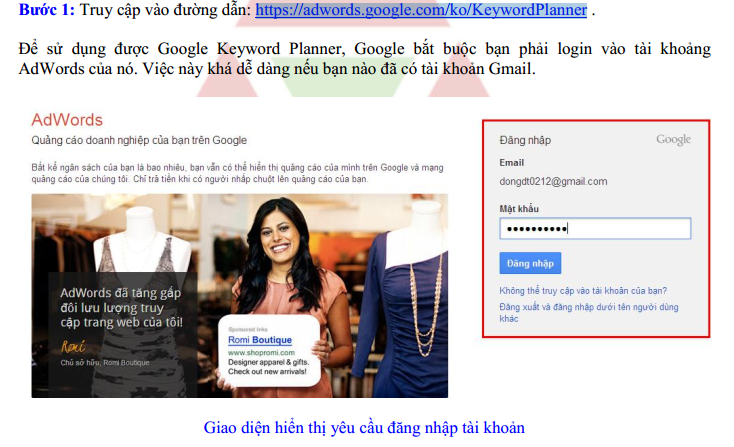 Bước 1: Truy cập vào đường dẫn: https://adwords.google.com/ko/KeywordPlanner .
Để sử dụng được Google Keyword Planner, Google bắt buộc bạn phải login vào tài khoảng
AdWords của nó. Việc này khá dễ dàng nếu bạn nào đã có tài khoản Gmail.
AdWords
Quảng cáo doanh nghiệp của bạn trên Google
Bất kể ngân sách của bạn là bao nhiêu, bạn vẫn có thể hiển thị quảng cáo của mình trên Google và mạng
quảng cáo của chúng tôi. Chỉ trả tiền khi có người nhấp chuột lên quảng cáo của bạn.
AdWords đã tăng gấp
đôi lưu lượng truy
cập trang web của tôi!
Romi
Chủ sở hữu, Romi Boutique
Sponsored links
Romi Boutique
www.shopromi.com
Designer apparel & gifts.
Check out new arrivals!
Đăng nhập Google
Email
dongdt0212@gmail.com
Mật khẩu
••••••••••
Đăng nhập
Không thể truy cập vào tài khoản của bạn?
Đăng xuất và đăng nhập dưới tên người dùng
khác
Giao diện hiển thị yêu cầu đăng nhập tài khoản